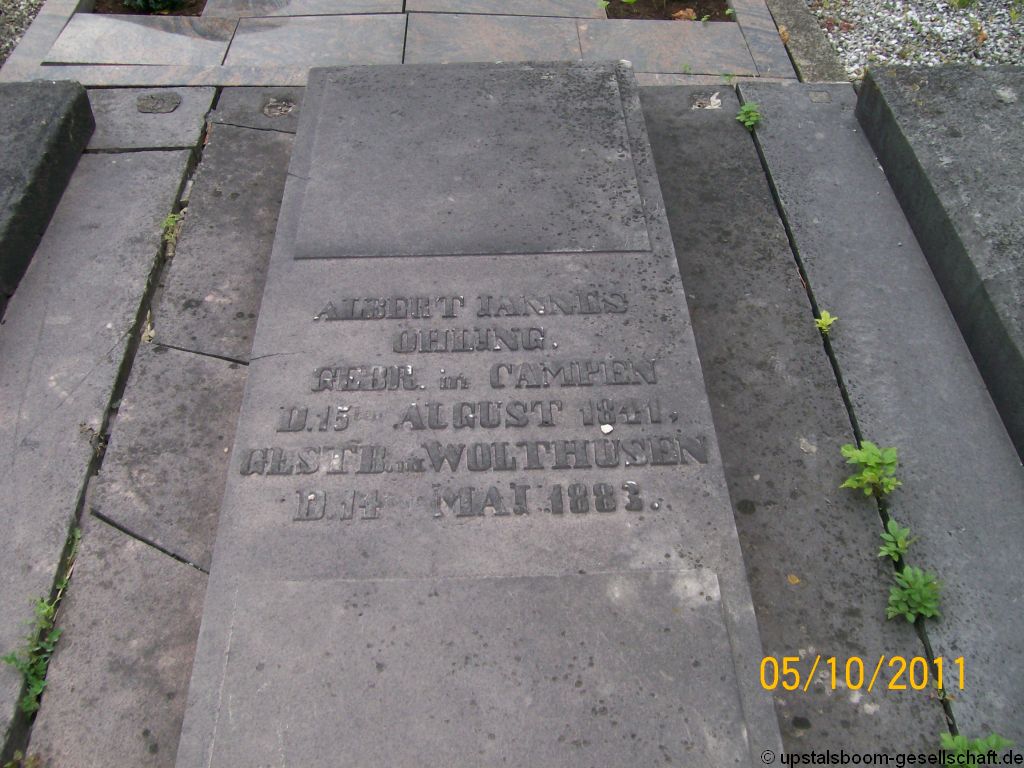 ALBERT JANNES
OHLING.
GEBR. in CAMPEN
D. 15ten AUGUST 1841,
GESTB. in WOLTHUSEN
D. 14ten MAI 1883.
05/10/2011
© upstalsboom-gesellschaft.de